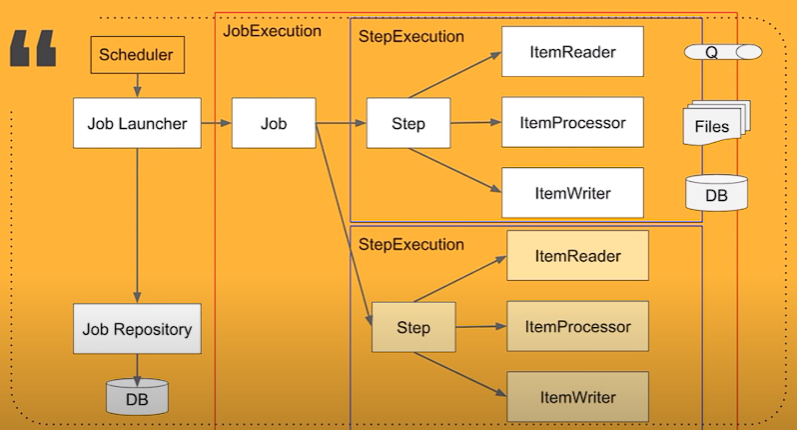 “
JobExecution
StepExecution
Scheduler
ItemReader
Q
Job Launcher
Job
Step
ItemProcessor
Files
ItemWriter
DB
StepExecution
ItemReader
Job Repository
Step
ItemProcessor
DB
ItemWriter